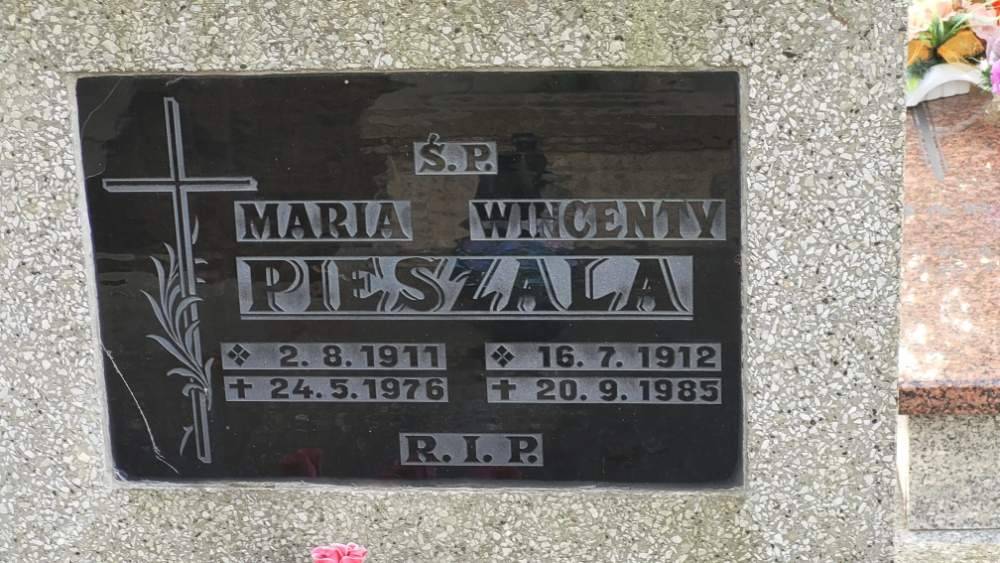 Ś. P.
MARIA WINCENTY
PIESZALA
❖ 2. 8. 1911 ❖ 16. 7. 1912
✝ 24. 5. 1976 ✝ 20. 9. 1985
R. I. P.